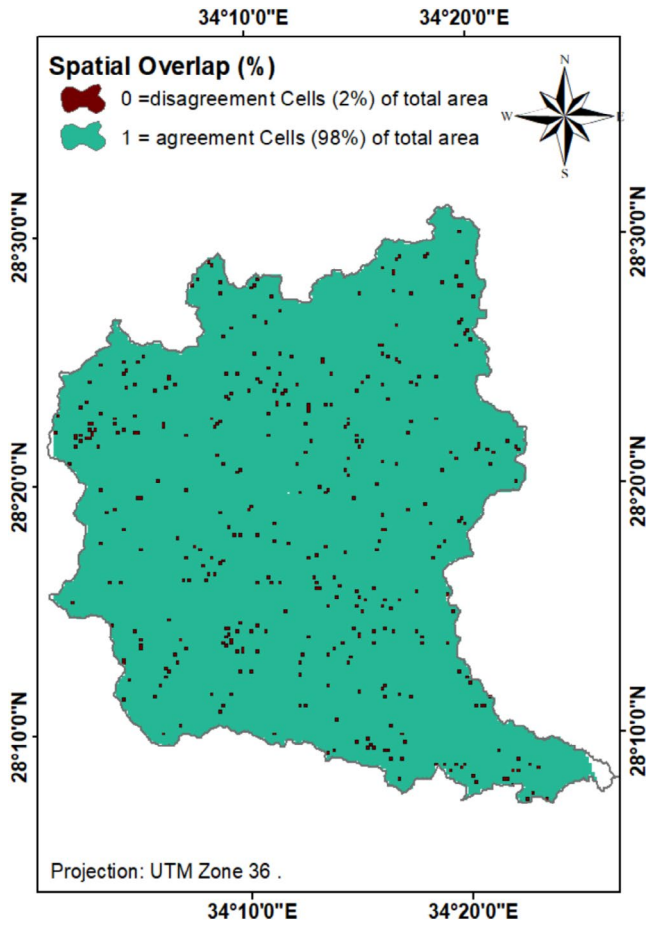 34°10'0"E 34°20'0"E
Spatial Overlap (%)
0 =disagreement Cells (2%) of total area
1 = agreement Cells (98%) of total area
N
W E
S
28°30'0"N 28°30'0"N
28°20'0"N 28°20'0"N
28°10'0"N 28°10'0"N
Projection: UTM Zone 36 .
34°10'0"E 34°20'0"E